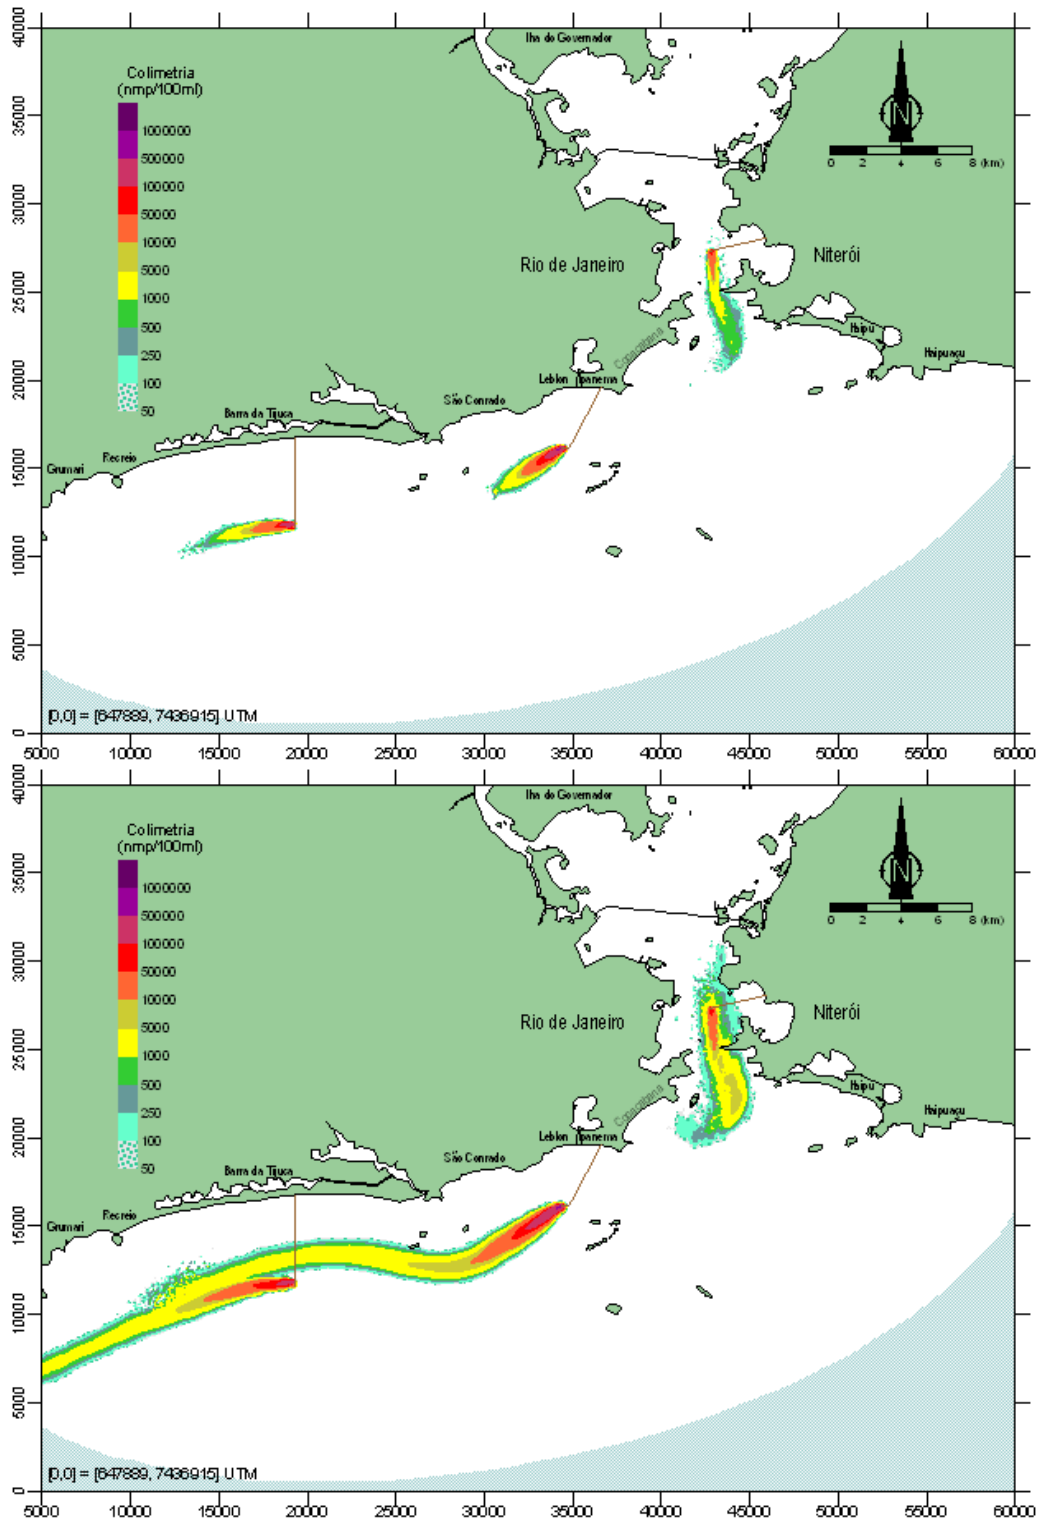 40000
35000
30000
25000
20000
15000
10000
5000
0
Colimetria
(nmp/100ml)
1000000
500000
100000
50000
10000
5000
1000
500
250
100
50
Ilha do Governador
N
0 2 4 6 8 (km)
Rio de Janeiro
Niterói
Copacabana
Itaipu
Itaipuaçu
Leblon Ipanema
São Conrado
Barra da Tijuca
Recreio
Grumari
[0,0] = [647889, 7436915] UTM
5000 10000 15000 20000 25000 30000 35000 40000 45000 50000 55000 60000
40000
35000
30000
25000
20000
15000
10000
5000
0
Colimetria
(nmp/100ml)
1000000
500000
100000
50000
10000
5000
1000
500
250
100
50
Ilha do Governador
N
0 2 4 6 8 (km)
Rio de Janeiro
Niterói
Copacabana
Itaipu
Itaipuaçu
Leblon Ipanema
São Conrado
Barra da Tijuca
Recreio
Grumari
[0,0] = [647889, 7436915] UTM
5000 10000 15000 20000 25000 30000 35000 40000 45000 50000 55000 60000